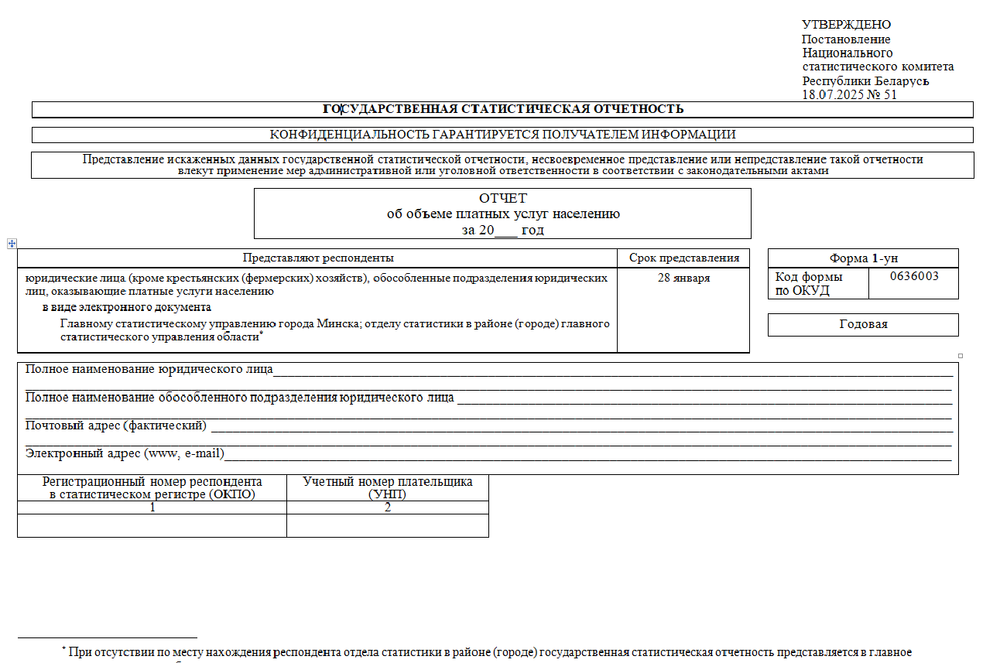 УТВЕРЖДЕНО
Постановление
Национального
статистического комитета
Республики Беларусь
18.07.2025 № 51
ГОСУДАРСТВЕННАЯ СТАТИСТИЧЕСКАЯ ОТЧЕТНОСТЬ
КОНФИДЕНЦИАЛЬНОСТЬ ГАРАНТИРУЕТСЯ ПОЛУЧАТЕЛЕМ ИНФОРМАЦИИ
Представление искаженных данных государственной статистической отчетности, несвоевременное представление или непредставление такой отчетности
влекут применение мер административной или уголовной ответственности в соответствии с законодательными актами
ОТЧЕТ
об объеме платных услуг населению
за 20___ год
Представляют респонденты
Срок представления
юридические лица (кроме крестьянских (фермерских) хозяйств), обособленные подразделения юридических
лиц, оказывающие платные услуги населению
в виде электронного документа
Главному статистическому управлению города Минска; отделу статистики в районе (городе) главного
статистического управления области*
28 января
Форма 1-ун
Код формы
по ОКУД
0636003
Годовая
Полное наименование юридического лица
Полное наименование обособленного подразделения юридического лица
Почтовый адрес (фактический)
Электронный адрес (www, e-mail)
Регистрационный номер респондента
в статистическом регистре (ОКПО)
Учетный номер плательщика
(УНП)
1
2
* При отсутствии по месту нахождения респондента отдела статистики в районе (городе) государственная статистическая отчетность представляется в главное